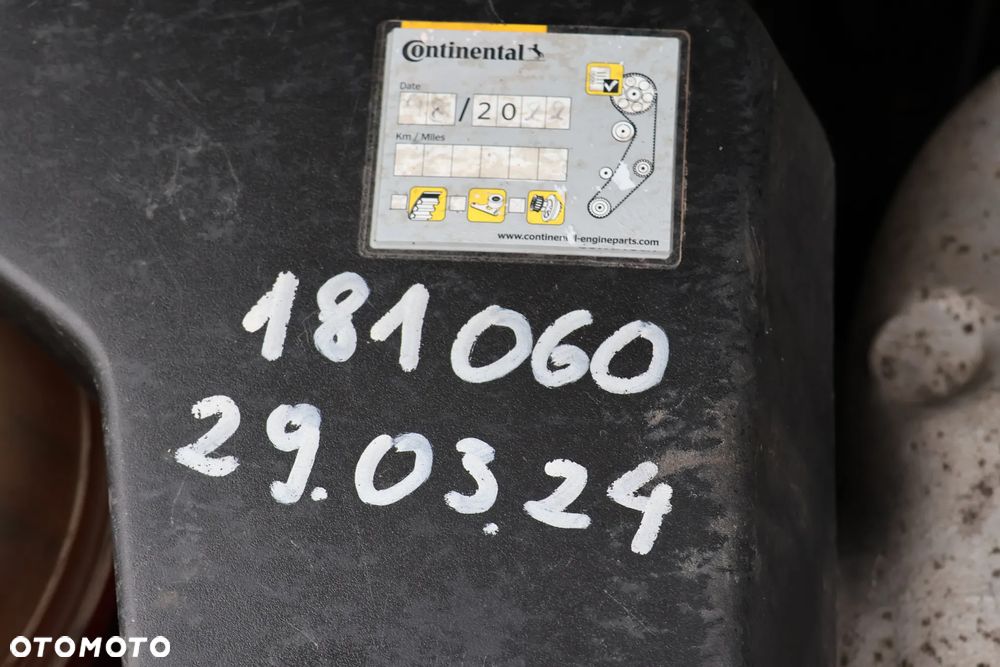 Continental
Date
/20
Km / Miles
www.continental-engineparts.com
181060
29.03.24
OTOMOTO